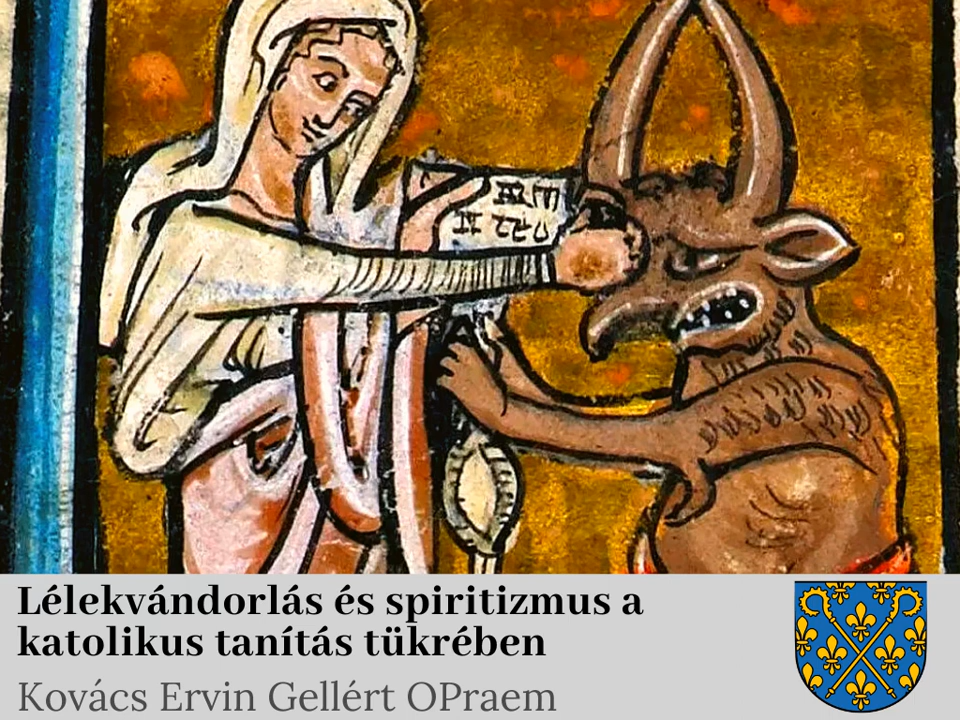 Lélekvándorlás és spiritizmus a
katolikus tanítás tükrében
Kovács Ervin Gellért OPraem